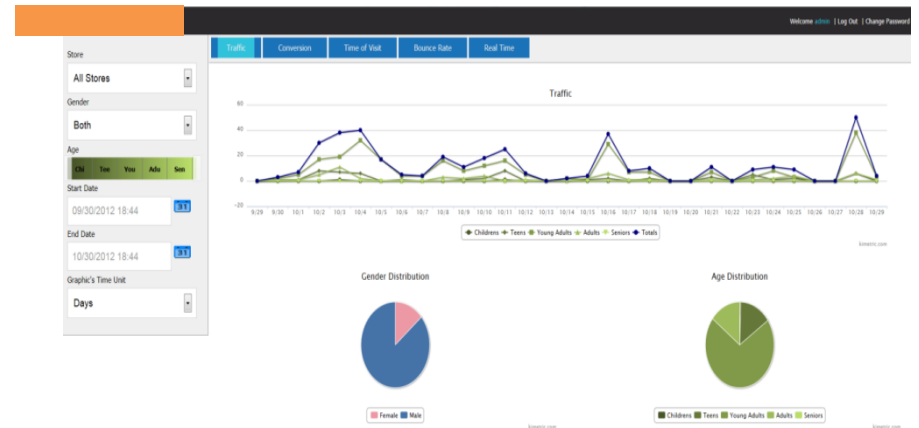 Welcome admin | Log Out | Change Password
Traffic Conversion Time of Visit Bounce Rate Real Time
Store
All Stores
Gender
Both
Age
Chi Tee You Adu Sen
Start Date
09/30/2012 18:44
31
End Date
10/30/2012 18:44
31
Graphic's Time Unit
Days
Traffic
60
40
20
0
-20
9/29 9/30 10/1 10/2 10/3 10/4 10/5 10/6 10/7 10/8 10/9 10/10 10/11 10/12 10/13 10/14 10/15 10/16 10/17 10/18 10/19 10/20 10/21 10/22 10/23 10/24 10/25 10/26 10/27 10/28 10/29
Childrens Teens Young Adults Adults Seniors Totals
Gender Distribution
Female Male
Age Distribution
Childrens Teens Young Adults Adults Seniors